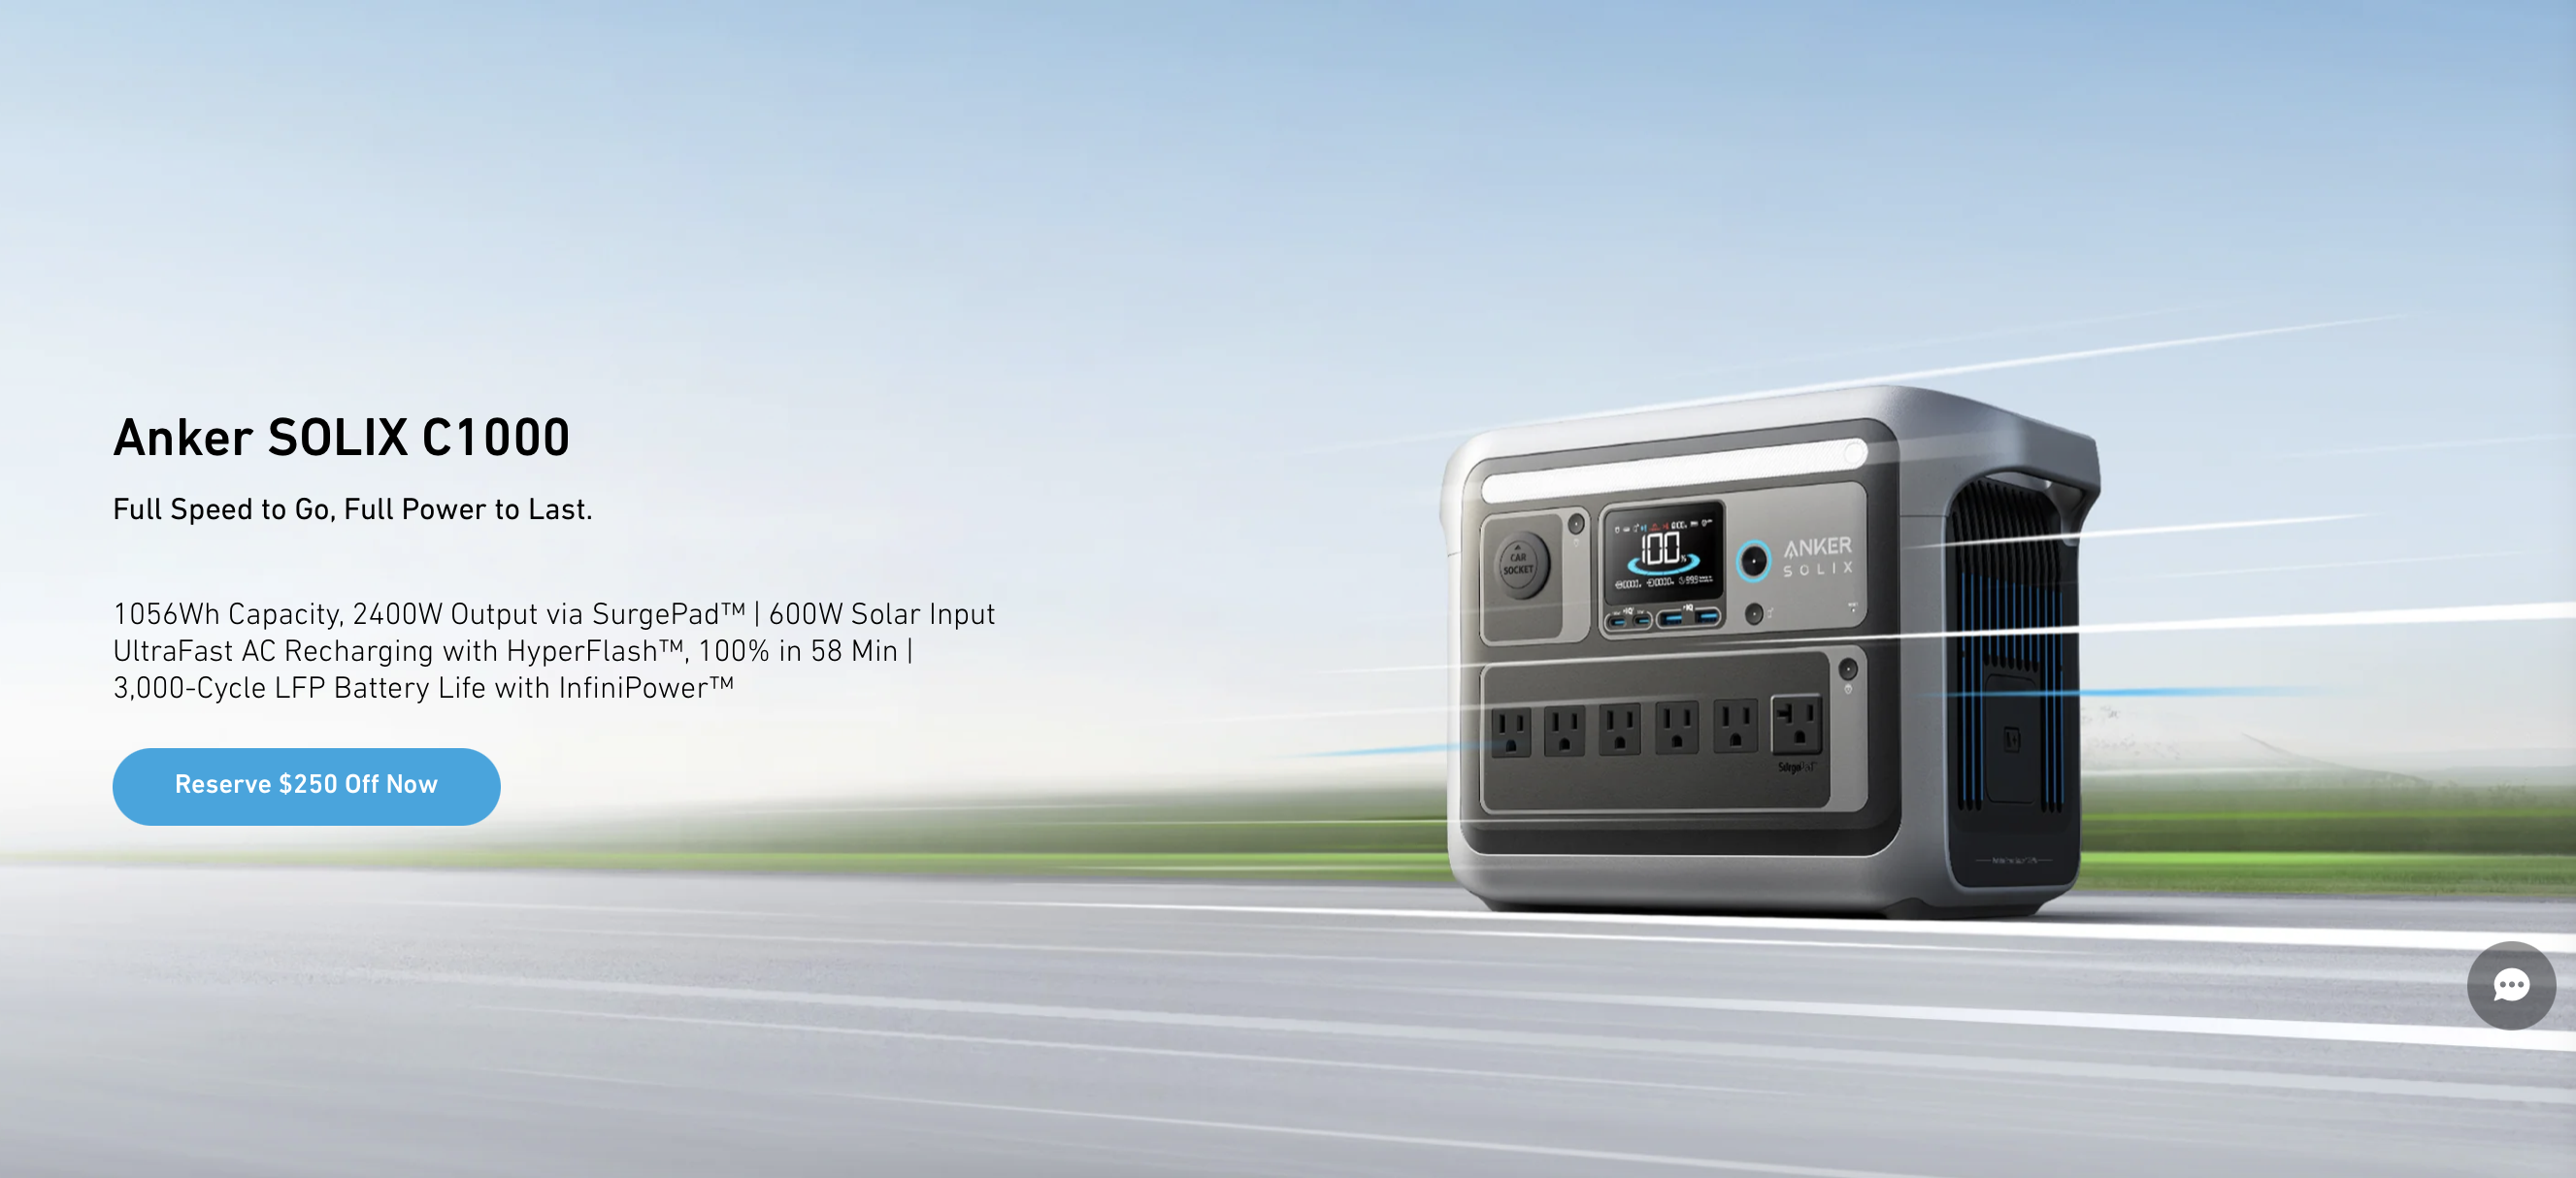 Anker SOLIX C1000
Full Speed to Go, Full Power to Last.
1056Wh Capacity, 2400W Output via SurgePad™ | 600W Solar Input
UltraFast AC Recharging with HyperFlash™, 100% in 58 Min |
3,000-Cycle LFP Battery Life with InfiniPower™
Reserve $250 Off Now
CAR
SOCKET
100%
ANKER
SOLIX
SurgePad™